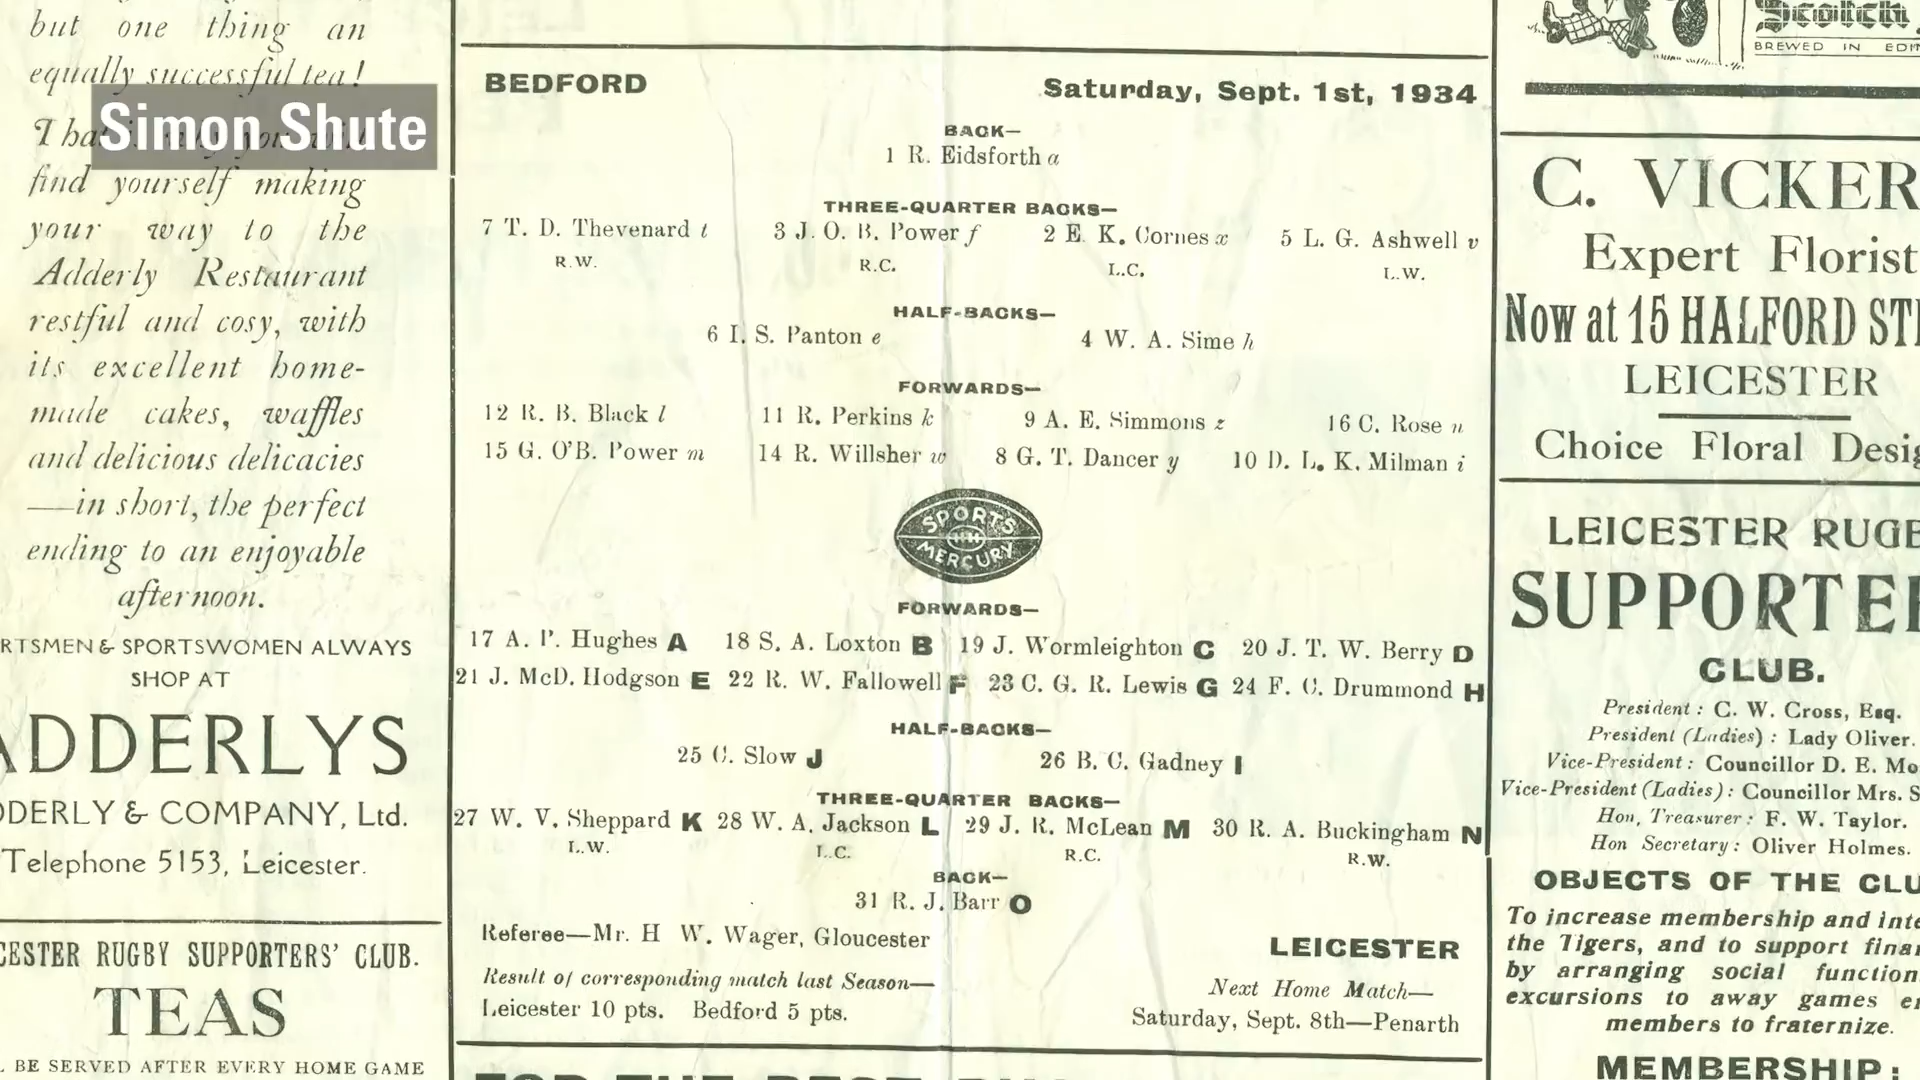 but one thing an
equally successful tea!
Simon Shute
find yourself making
your way to the
Adderly Restaurant
restful and cosy, with
its excellent home-
made cakes, waffles
and delicious delicacies
—in short, the perfect
ending to an enjoyable
afternoon.
RTSMEN & SPORTSWOMEN ALWAYS
SHOP AT
ADDERLYS
DDERLY & COMPANY, Ltd.
Telephone 5153, Leicester.
CESTER RUGBY SUPPORTERS' CLUB.
TEAS
BE SERVED AFTER EVERY HOME GAME
BEDFORD Saturday, Sept. 1st, 1934
BACK—
1 R. Eidsforth a
THREE-QUARTER BACKS—
7 T. D. Thevenard t 3 J. O. B. Power f 2 E. K. Cornes x 5 L. G. Ashwell v
R.W. R.C. L.C. L.W.
HALF-BACKS—
6 I. S. Panton e 4 W. A. Sime h
FORWARDS—
12 R. B. Black l 11 R. Perkins k 9 A. E. Simmons z 16 C. Rose n
15 G. O'B. Power m 14 R. Willsher w 8 G. T. Dancer y 10 D. L. K. Milman i
SPORTS
MERCURY
FORWARDS—
17 A. P. Hughes A 18 S. A. Loxton B 19 J. Wormleighton C 20 J. T. W. Berry D
21 J. McD. Hodgson E 22 R. W. Fallowell F 23 C. G. R. Lewis G 24 F. C. Drummond H
HALF-BACKS—
25 C. Slow J 26 B. C. Gadney I
THREE-QUARTER BACKS—
27 W. V. Sheppard K 28 W. A. Jackson L 29 J. R. McLean M 30 R. A. Buckingham N
L.W. L.C. R.C. R.W.
BACK—
31 R. J. Barr O
Referee—Mr. H W. Wager, Gloucester
LEICESTER
Result of corresponding match last Season—
Leicester 10 pts. Bedford 5 pts.
Next Home Match—
Saturday, Sept. 8th—Penarth
Scotch
BREWED IN EDI
C. VICKER
Expert Florist
Now at 15 HALFORD ST
LEICESTER
Choice Floral Desig
LEICESTER RUGB
SUPPORTE
CLUB.
President: C. W. Cross, Esq.
President (Ladies): Lady Oliver.
Vice-President: Councillor D. E. Mo
Vice-President (Ladies): Councillor Mrs. S
Hon, Treasurer: F. W. Taylor.
Hon Secretary: Oliver Holmes.
OBJECTS OF THE CLU
To increase membership and inte
the Tigers, and to support finan
by arranging social function
excursions to away games e
members to fraternize.
MEMBERSHIP: